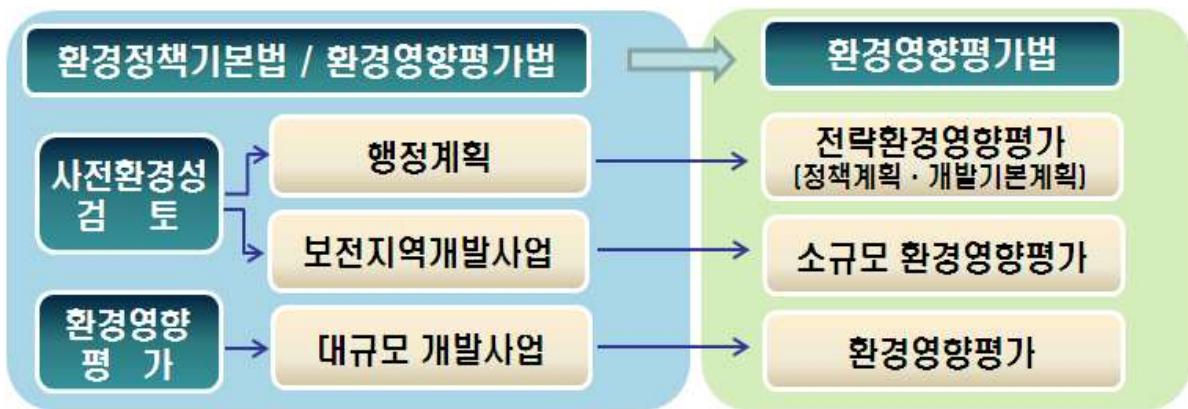 환경정책기본법 / 환경영향평가법
환경영향평가법
사전환경성
검 토
행정계획
전략환경영향평가
(정책계획 · 개발기본계획)
보전지역개발사업
소규모 환경영향평가
환경영향
평 가
대규모 개발사업
환경영향평가